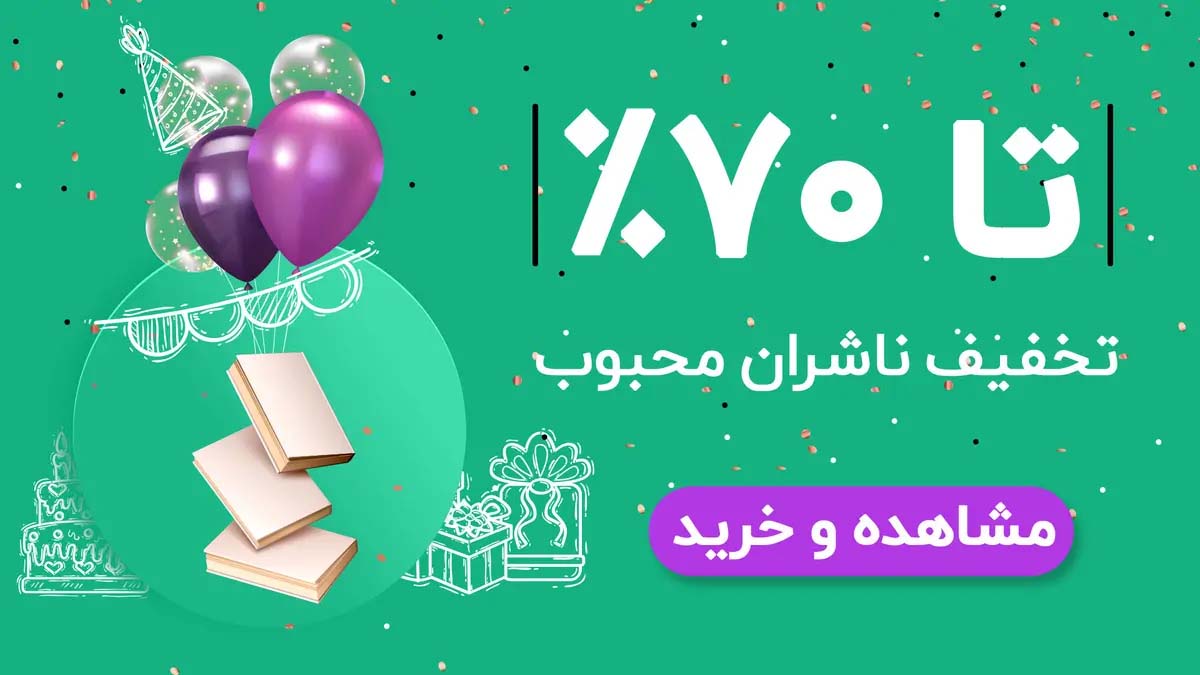 تا ۷۰٪
تخفیف ناشران محبوب
مشاهده و خرید